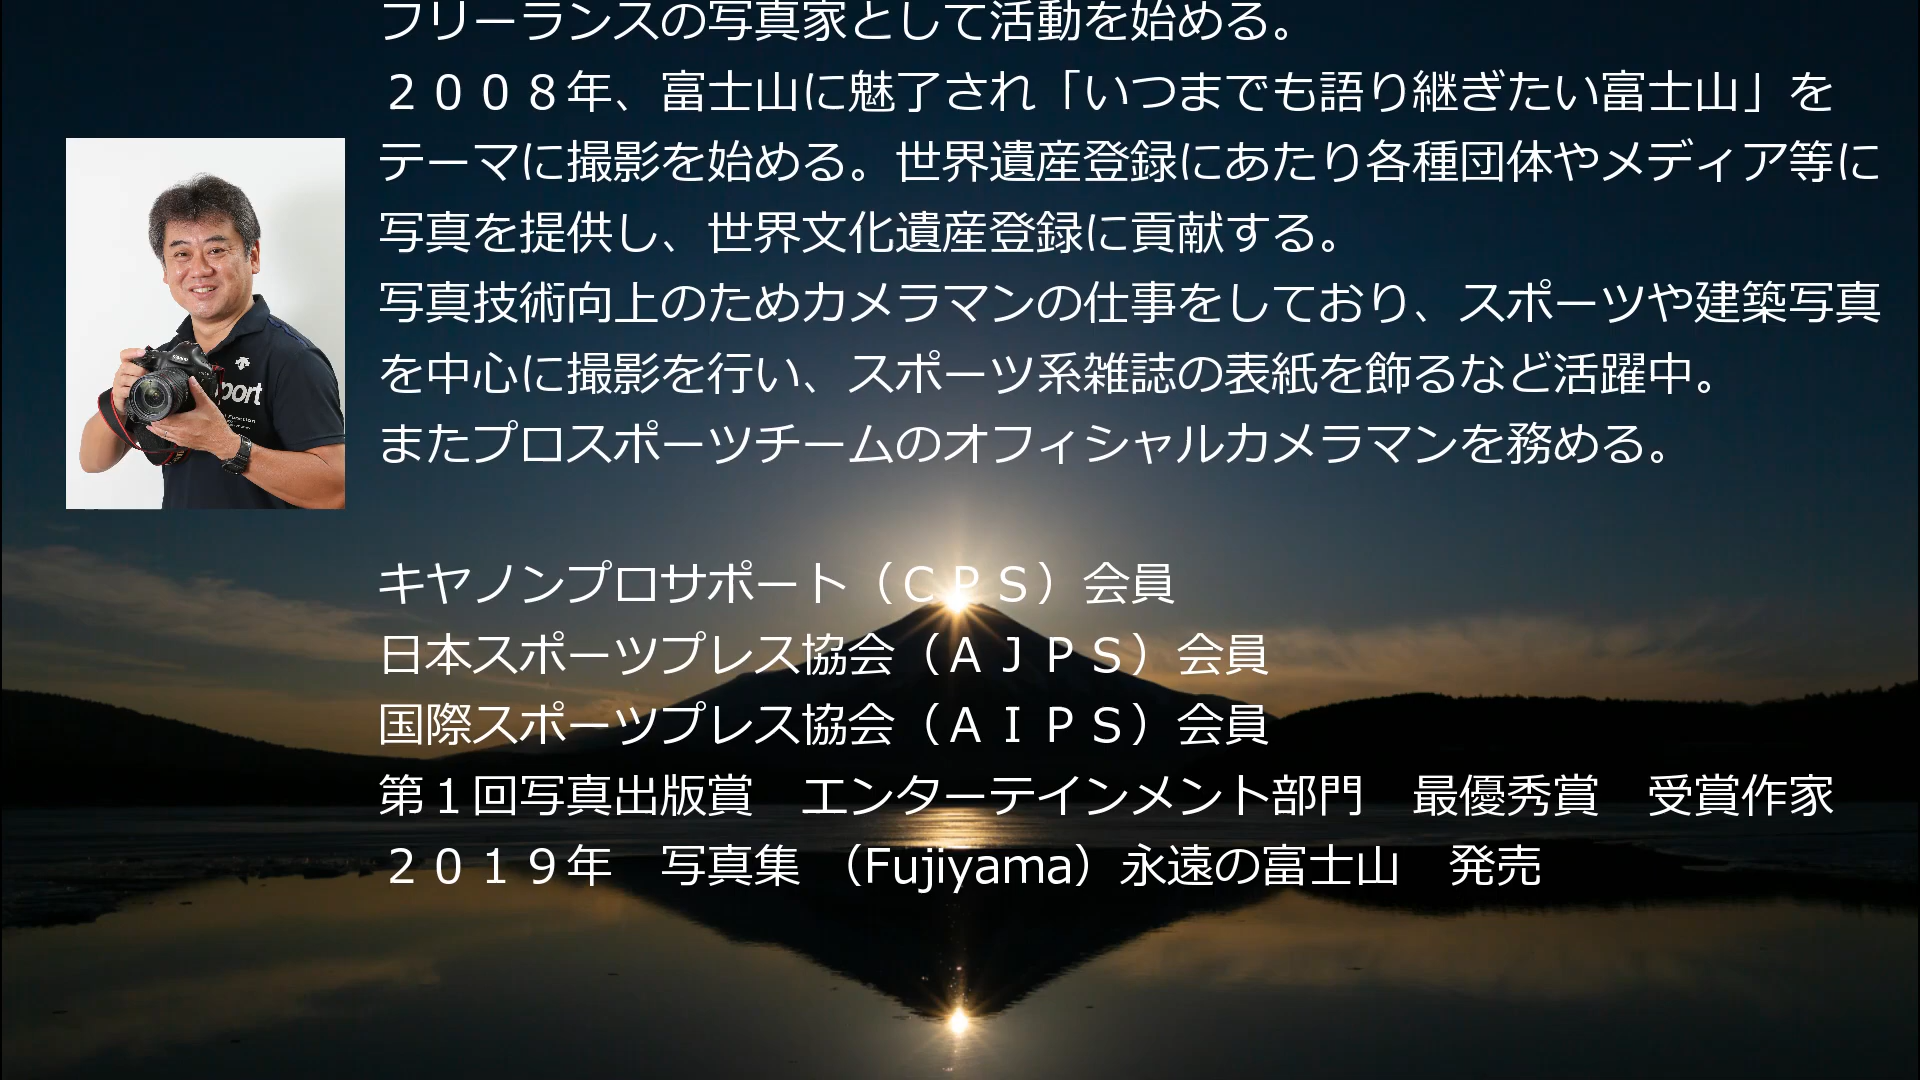 フリーランスの写真家として活動を始める。
２００８年、富士山に魅了され「いつまでも語り継ぎたい富士山」を
テーマに撮影を始める。世界遺産登録にあたり各種団体やメディア等に
写真を提供し、世界文化遺産登録に貢献する。
写真技術向上のためカメラマンの仕事をしており、スポーツや建築写真
を中心に撮影を行い、スポーツ系雑誌の表紙を飾るなど活躍中。
またプロスポーツチームのオフィシャルカメラマンを務める。
キヤノンプロサポート（ＣＰＳ）会員
日本スポーツプレス協会（ＡＪＰＳ）会員
国際スポーツプレス協会（ＡＩＰＳ）会員
第１回写真出版賞　エンターテインメント部門　最優秀賞　受賞作家
２０１９年　写真集 （Fujiyama）永遠の富士山　発売
port